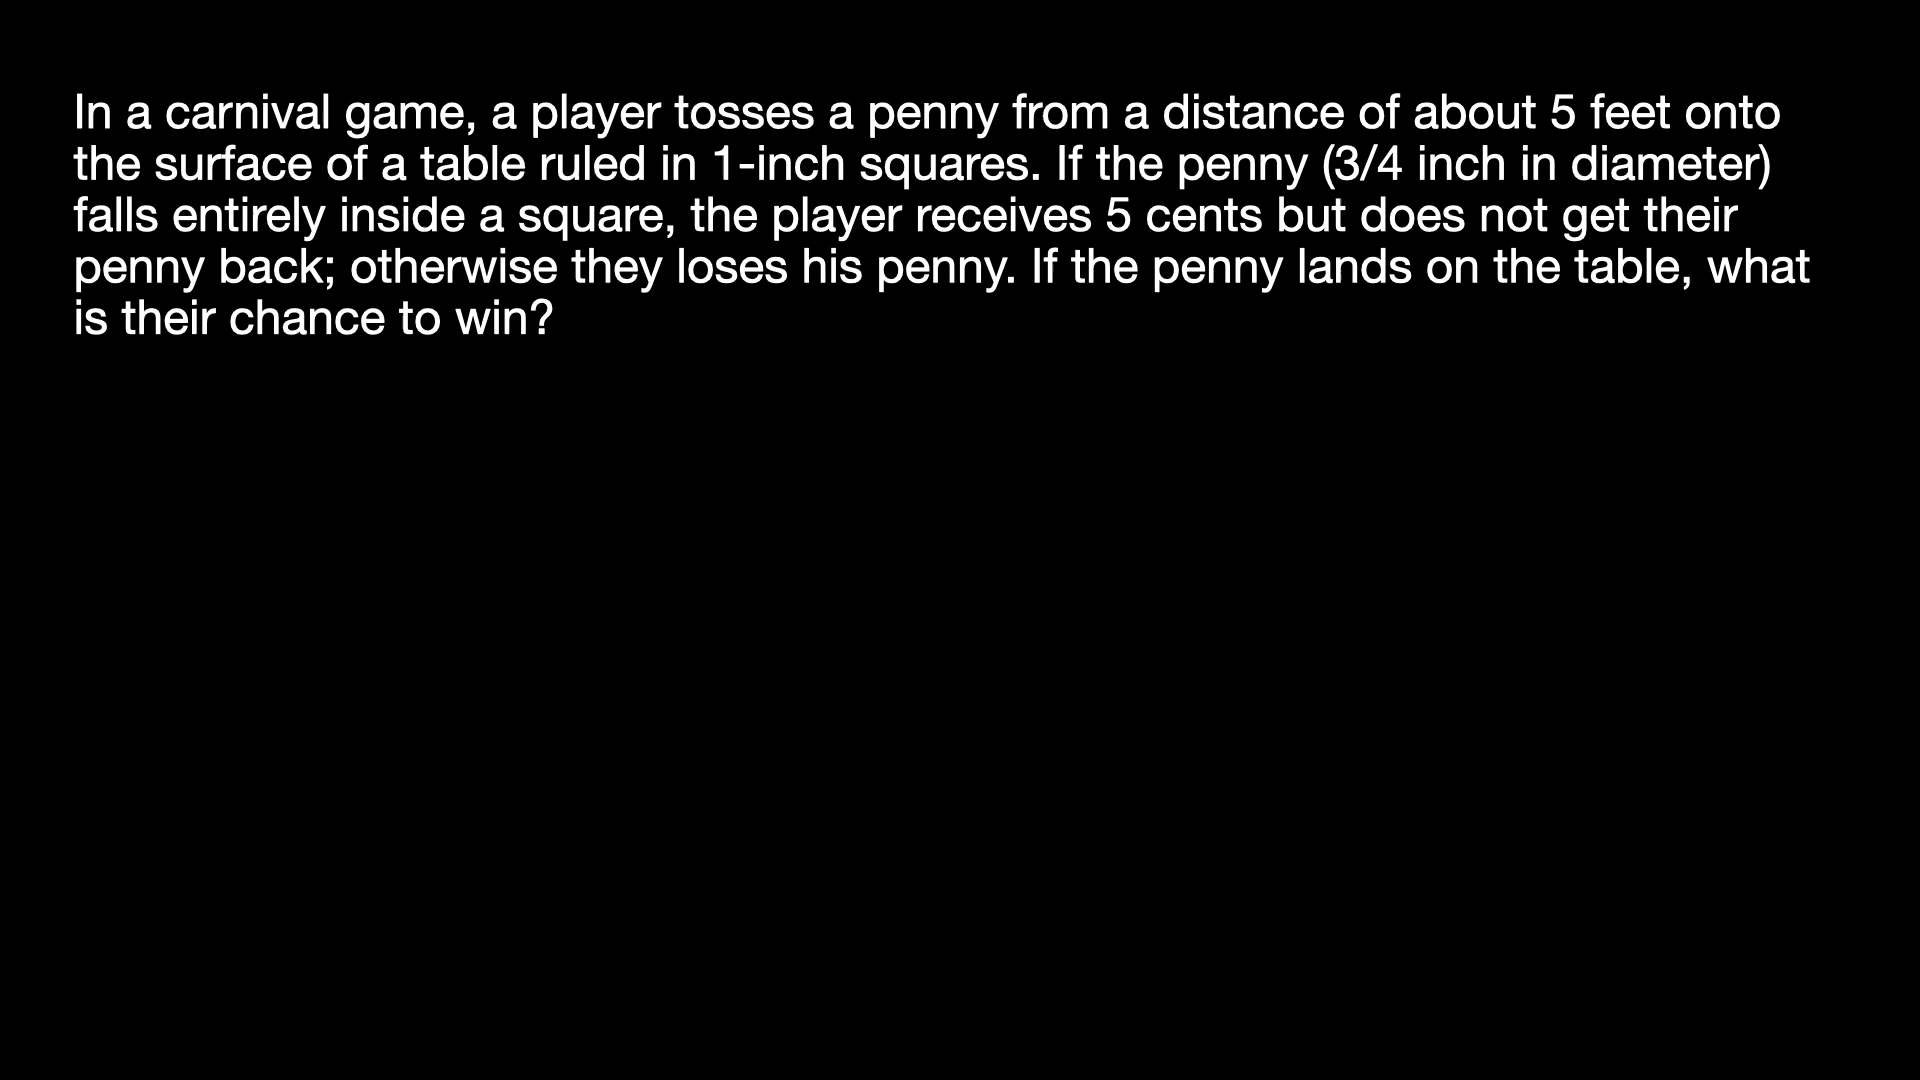 In a carnival game, a player tosses a penny from a distance of about 5 feet onto
the surface of a table ruled in 1-inch squares. If the penny (3/4 inch in diameter)
falls entirely inside a square, the player receives 5 cents but does not get their
penny back; otherwise they loses his penny. If the penny lands on the table, what
is their chance to win?